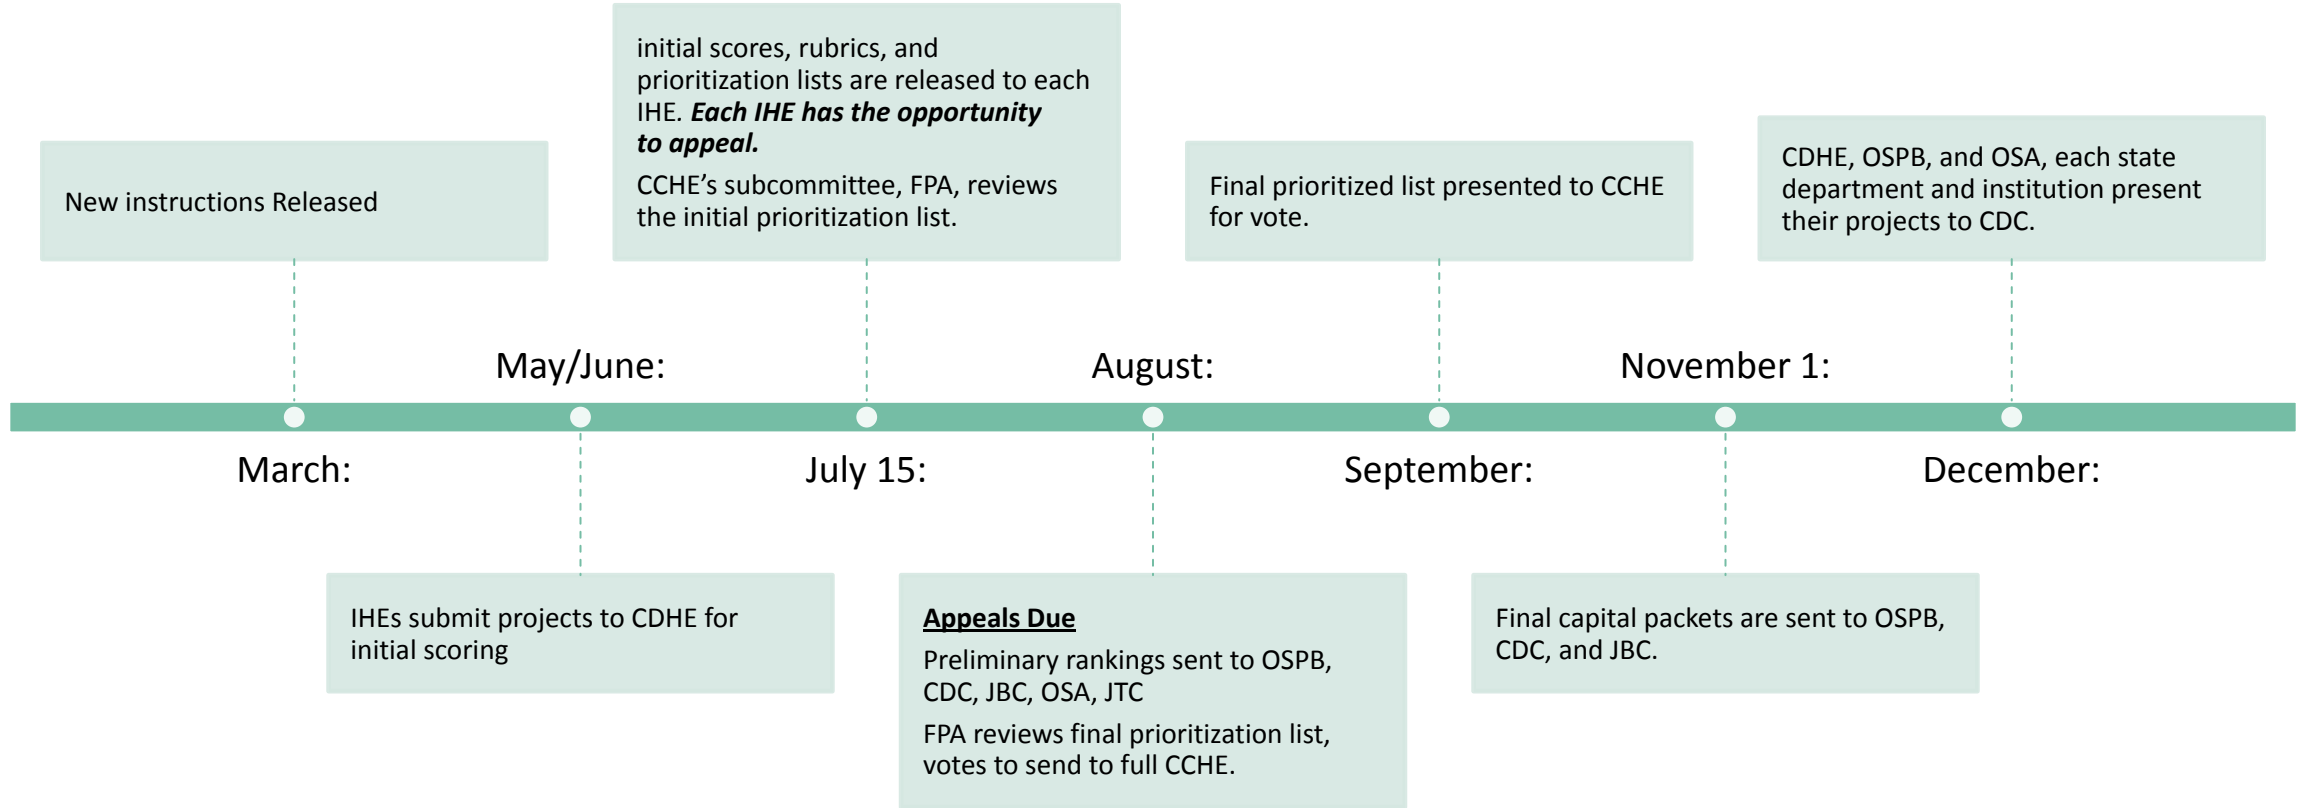 New instructions Released
initial scores, rubrics, and
prioritization lists are released to each
IHE. Each IHE has the opportunity
to appeal.
CCHE’s subcommittee, FPA, reviews
the initial prioritization list.
Final prioritized list presented to CCHE
for vote.
CDHE, OSPB, and OSA, each state
department and institution present
their projects to CDC.
May/June:
August:
November 1:
March:
July 15:
September:
December:
IHEs submit projects to CDHE for
initial scoring
Appeals Due
Preliminary rankings sent to OSPB,
CDC, JBC, OSA, JTC
FPA reviews final prioritization list,
votes to send to full CCHE.
Final capital packets are sent to OSPB,
CDC, and JBC.